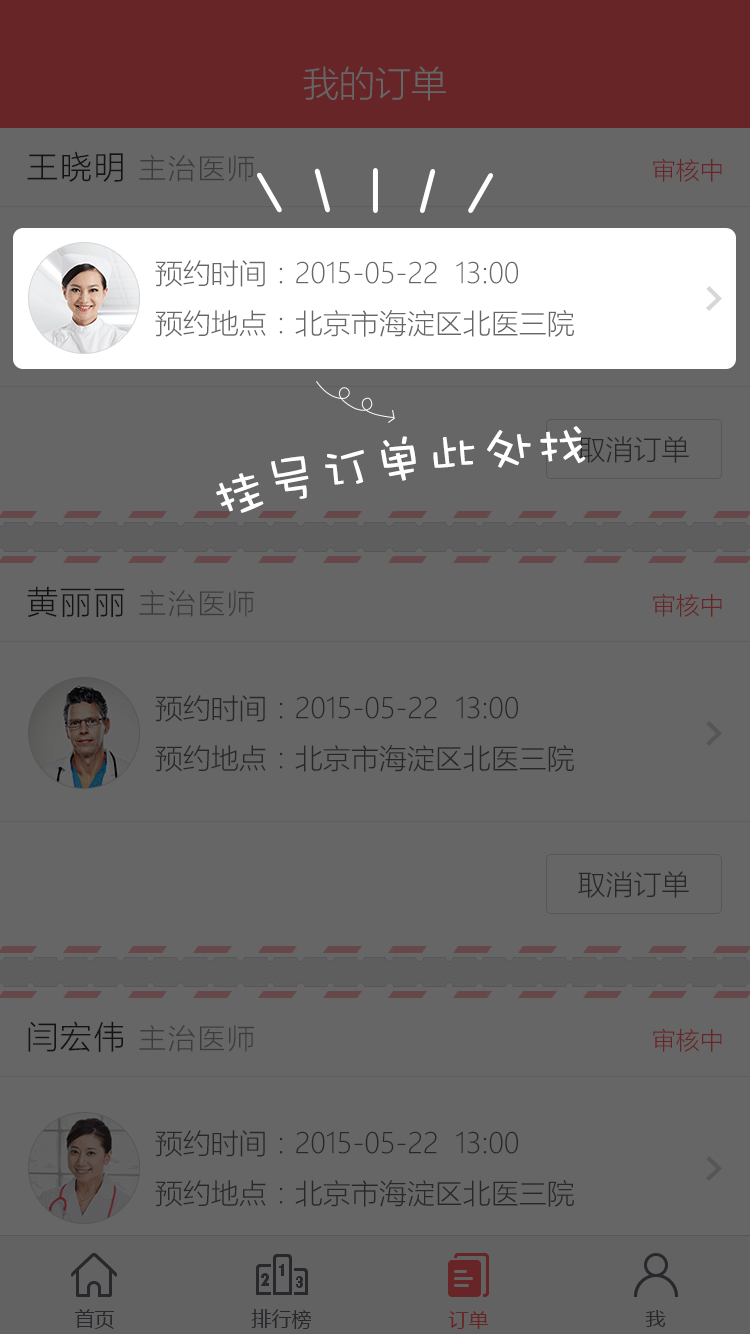 我的订单
王晓明 主治医师 审核中
预约时间：2015-05-22 13:00
预约地点：北京市海淀区北医三院
挂号订单此处找
取消订单
黄丽丽 主治医师 审核中
预约时间：2015-05-22 13:00
预约地点：北京市海淀区北医三院
取消订单
闫宏伟 主治医师 审核中
预约时间：2015-05-22 13:00
预约地点：北京市海淀区北医三院
2 1 3
首页 排行榜 订单 我